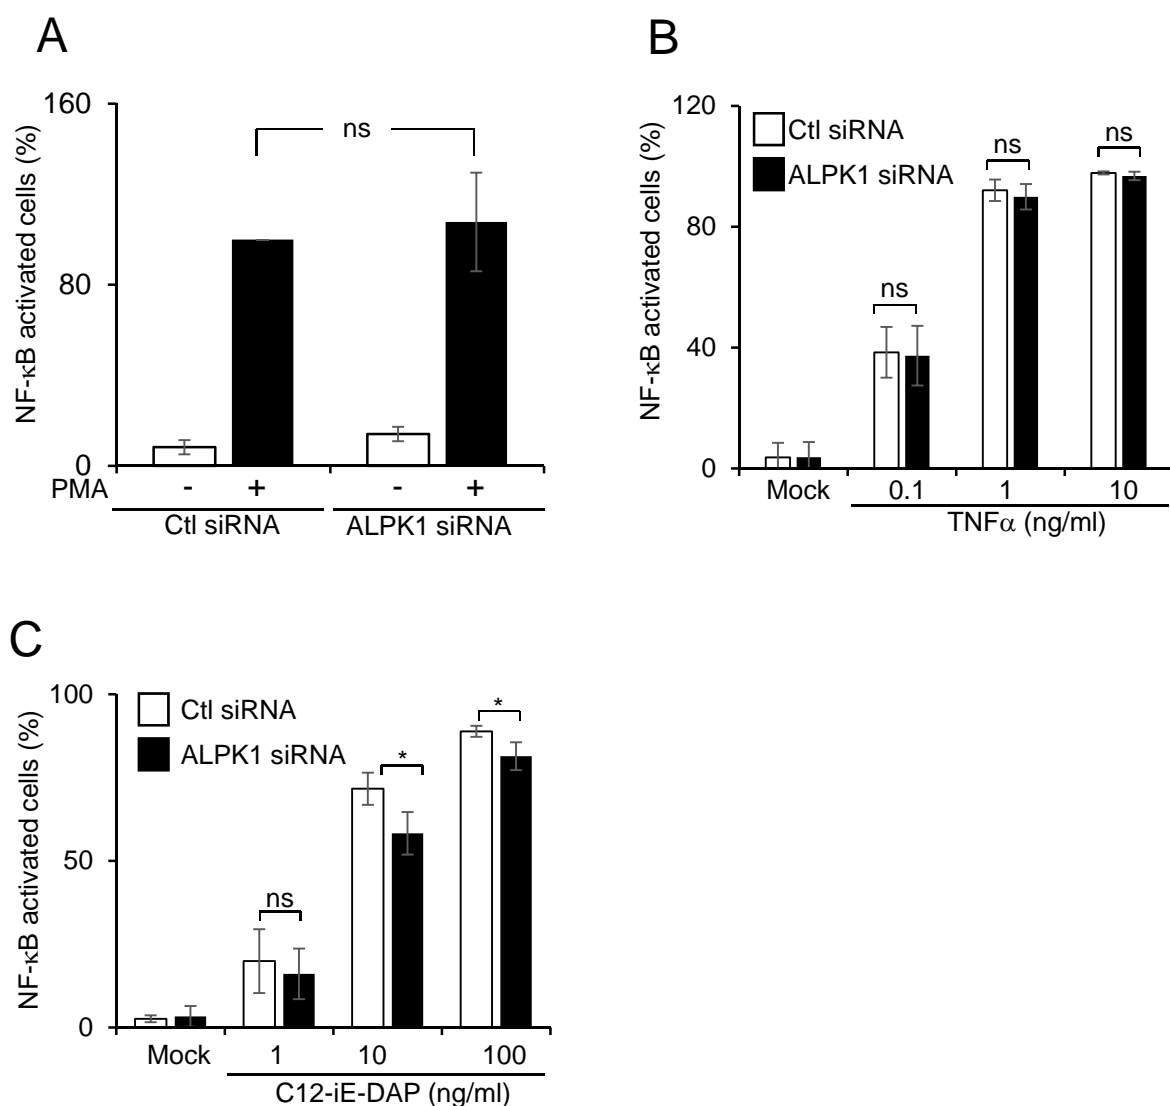 A
NF-κB activated cells (%)
160
80
0
ns
PMA - + - +
Ctl siRNA ALPK1 siRNA
B
NF-κB activated cells (%)
120
80
40
0
Ctl siRNA
ALPK1 siRNA
ns
ns
ns
Mock 0.1 1 10
TNFα (ng/ml)
C
NF-κB activated cells (%)
100
50
0
Ctl siRNA
ALPK1 siRNA
ns
*
*
Mock 1 10 100
C12-iE-DAP (ng/ml)